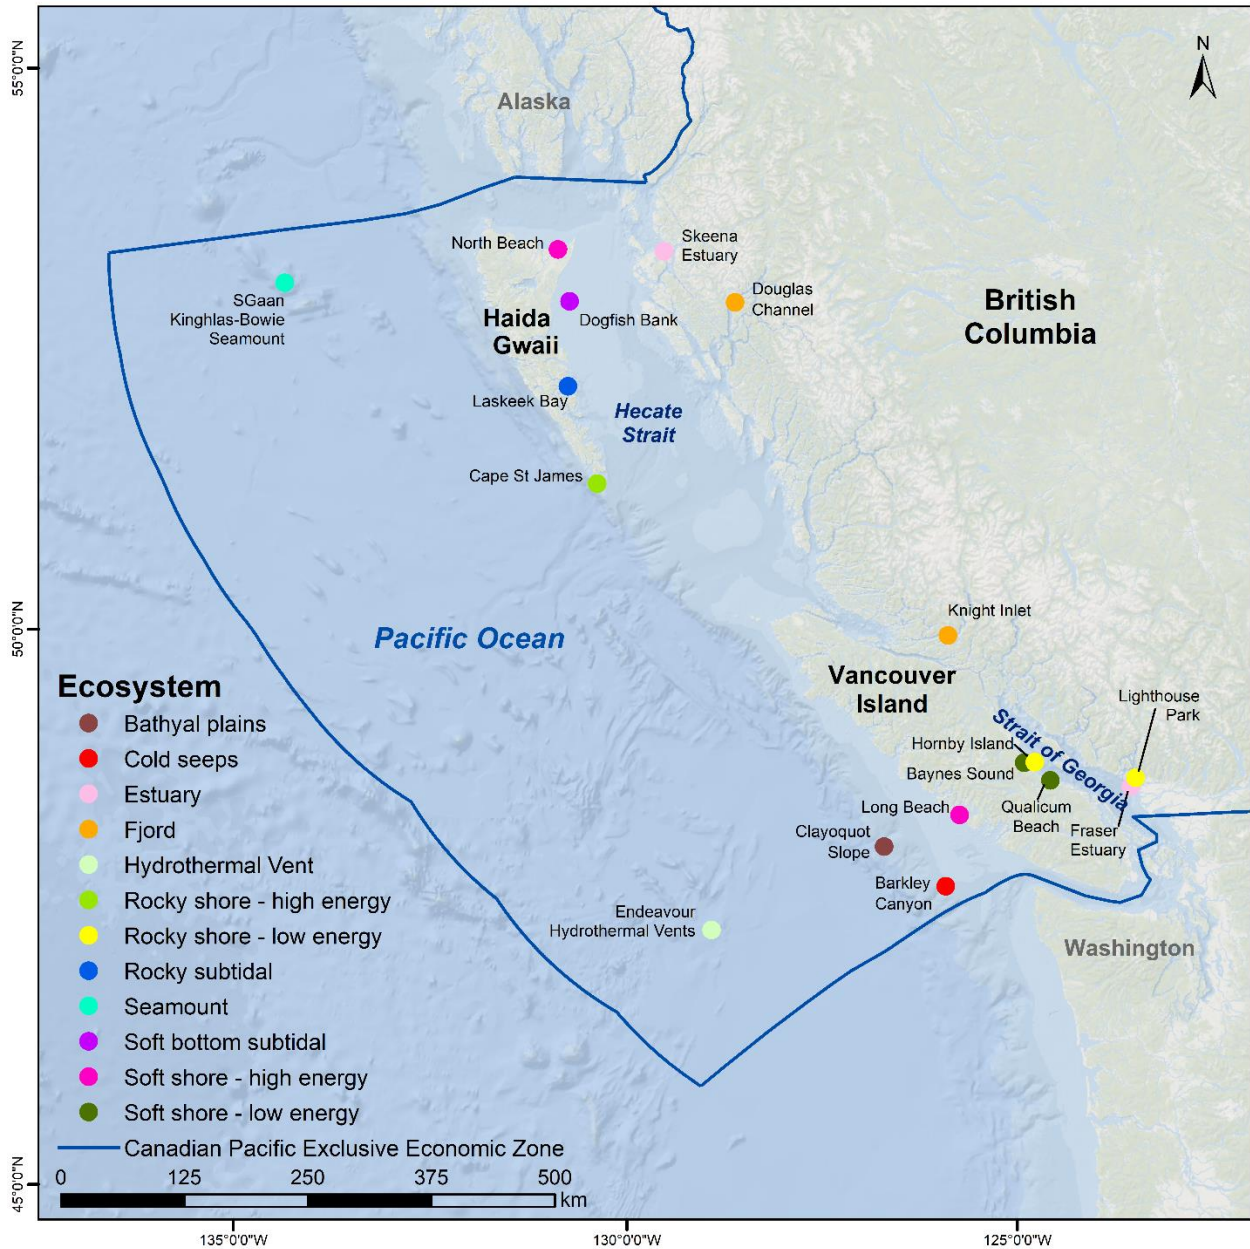 N
55°0'0"N
Alaska
North Beach
Skeena
Estuary
SGaan
Kinghlas-Bowie
Seamount
Haida
Gwaii
Dogfish Bank
Douglas
Channel
British
Columbia
Laskeek Bay
Hecate
Strait
Cape St James
50°0'0"N
Pacific Ocean
Knight Inlet
Vancouver
Island
Lighthouse
Park
Strait of Georgia
Hornby Island
Baynes Sound
Qualicum
Beach
Fraser
Estuary
Long Beach
Clayoquot
Slope
Barkley
Canyon
Endeavour
Hydrothermal Vents
Washington
Ecosystem
Bathyal plains
Cold seeps
Estuary
Fjord
Hydrothermal Vent
Rocky shore - high energy
Rocky shore - low energy
Rocky subtidal
Seamount
Soft bottom subtidal
Soft shore - high energy
Soft shore - low energy
Canadian Pacific Exclusive Economic Zone
0 125 250 375 500
km
45°0'0"N
135°0'0"W 130°0'0"W 125°0'0"W